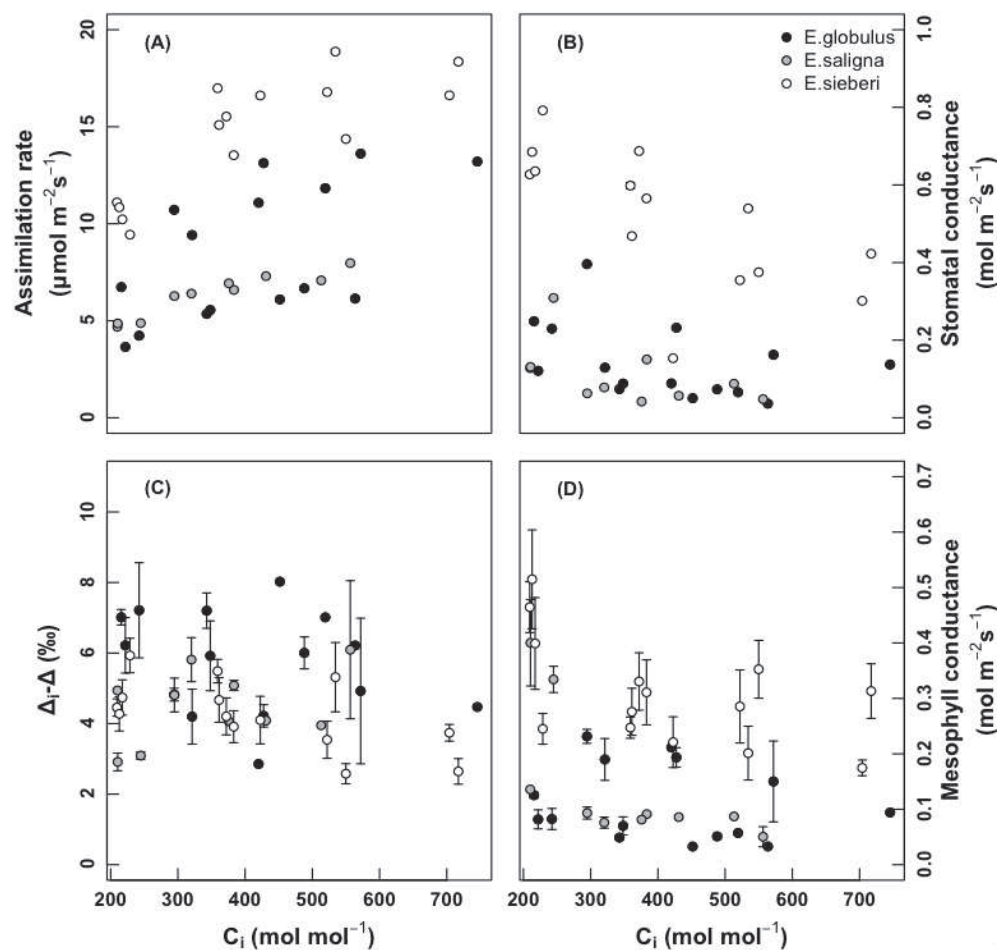 (A)
20
15
10
5
0
Assimilation rate
(μmol m⁻²s⁻¹)
(B)
E.globulus
E.saligna
E.sieberi
1.0
0.8
0.6
0.4
0.2
0.0
Stomatal conductance
(mol m⁻²s⁻¹)
(C)
10
8
6
4
2
0
Δᵢ-Δ (‰)
200 300 400 500 600 700
Cᵢ (mol mol⁻¹)
(D)
0.7
0.6
0.5
0.4
0.3
0.2
0.1
0.0
Mesophyll conductance
(mol m⁻²s⁻¹)
200 300 400 500 600 700
Cᵢ (mol mol⁻¹)